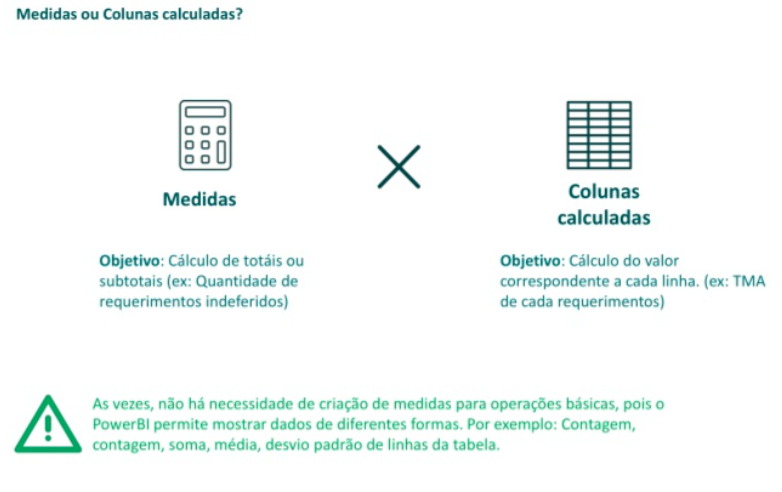 Medidas ou Colunas calculadas?
Medidas
Objetivo: Cálculo de totáis ou
subtotais (ex: Quantidade de
requerimentos indeferidos)
Colunas
calculadas
Objetivo: Cálculo do valor
correspondente a cada linha. (ex: TMA
de cada requerimentos)
As vezes, não há necessidade de criação de medidas para operações básicas, pois o
PowerBI permite mostrar dados de diferentes formas. Por exemplo: Contagem,
contagem, soma, média, desvio padrão de linhas da tabela.